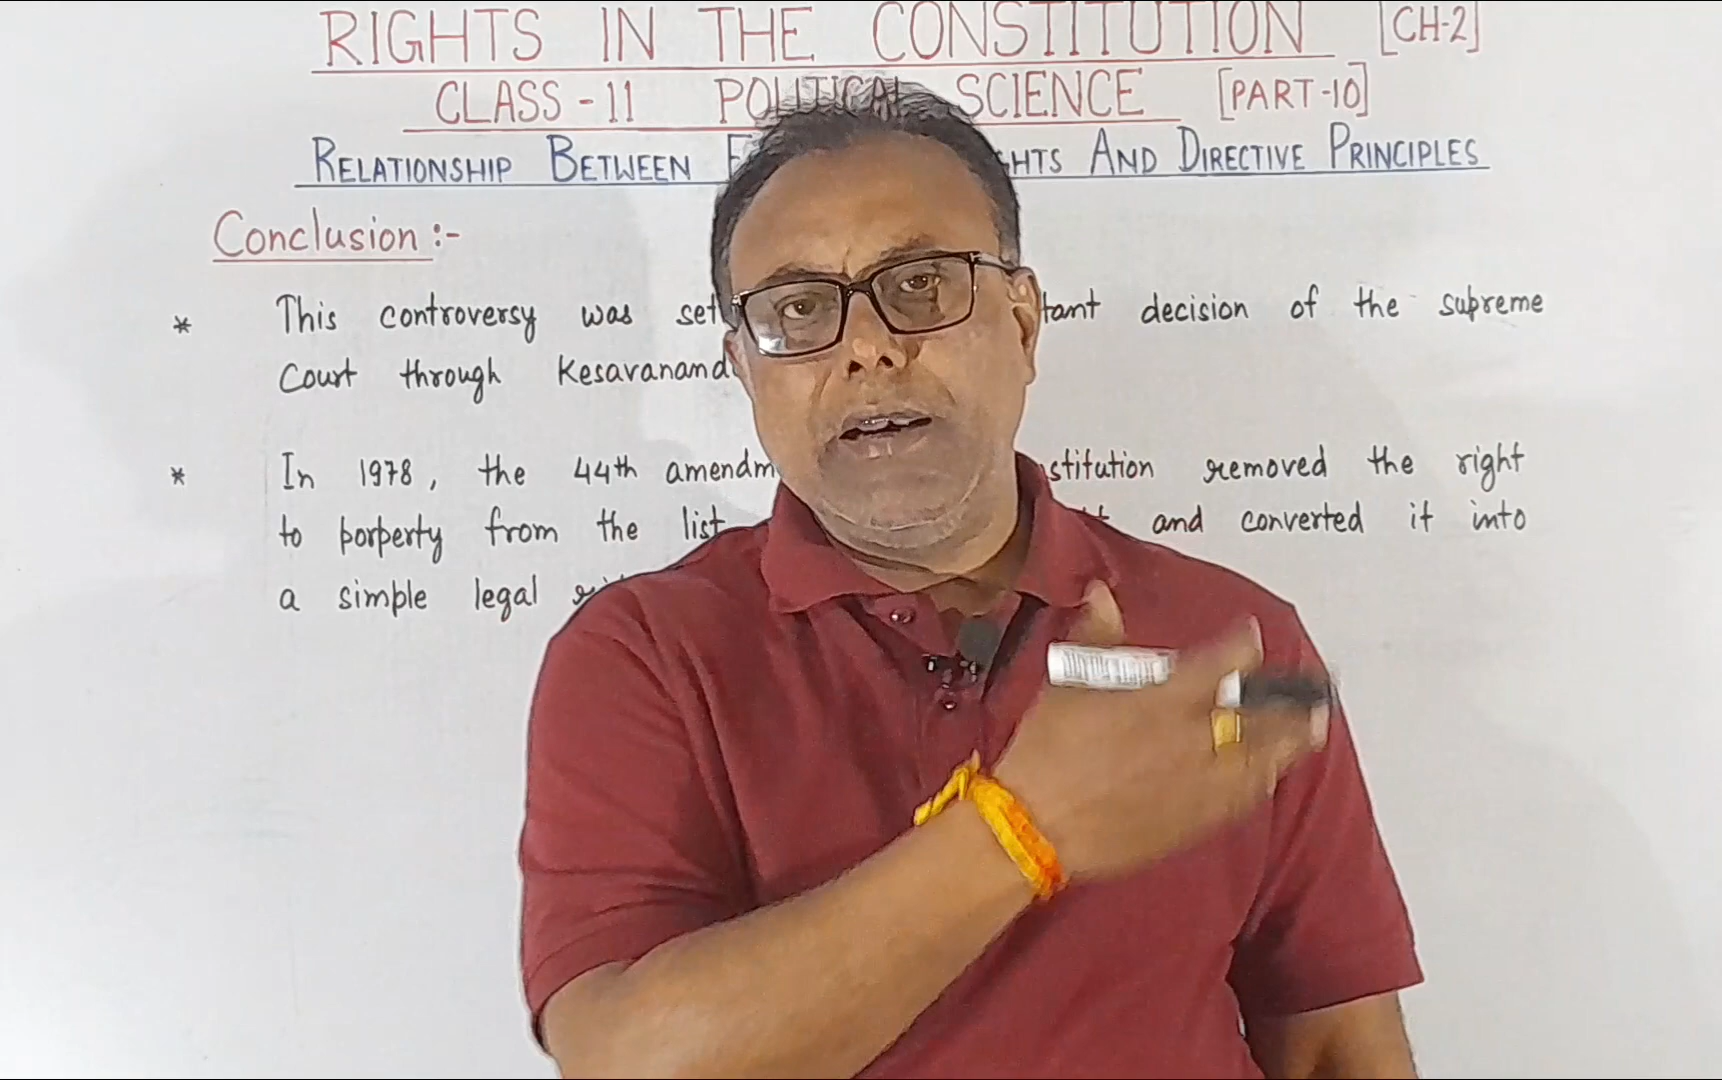 RIGHTS IN THE CONSTITUTION [CH-2]
CLASS-11 POLITICAL SCIENCE [PART-10]
RELATIONSHIP BETWEEN AND DIRECTIVE PRINCIPLES
Conclusion :-
* This controversy was decision of the supreme
Court through
* In 1978, the 44th removed the right
to porperty from the list and converted it into
a simple legal